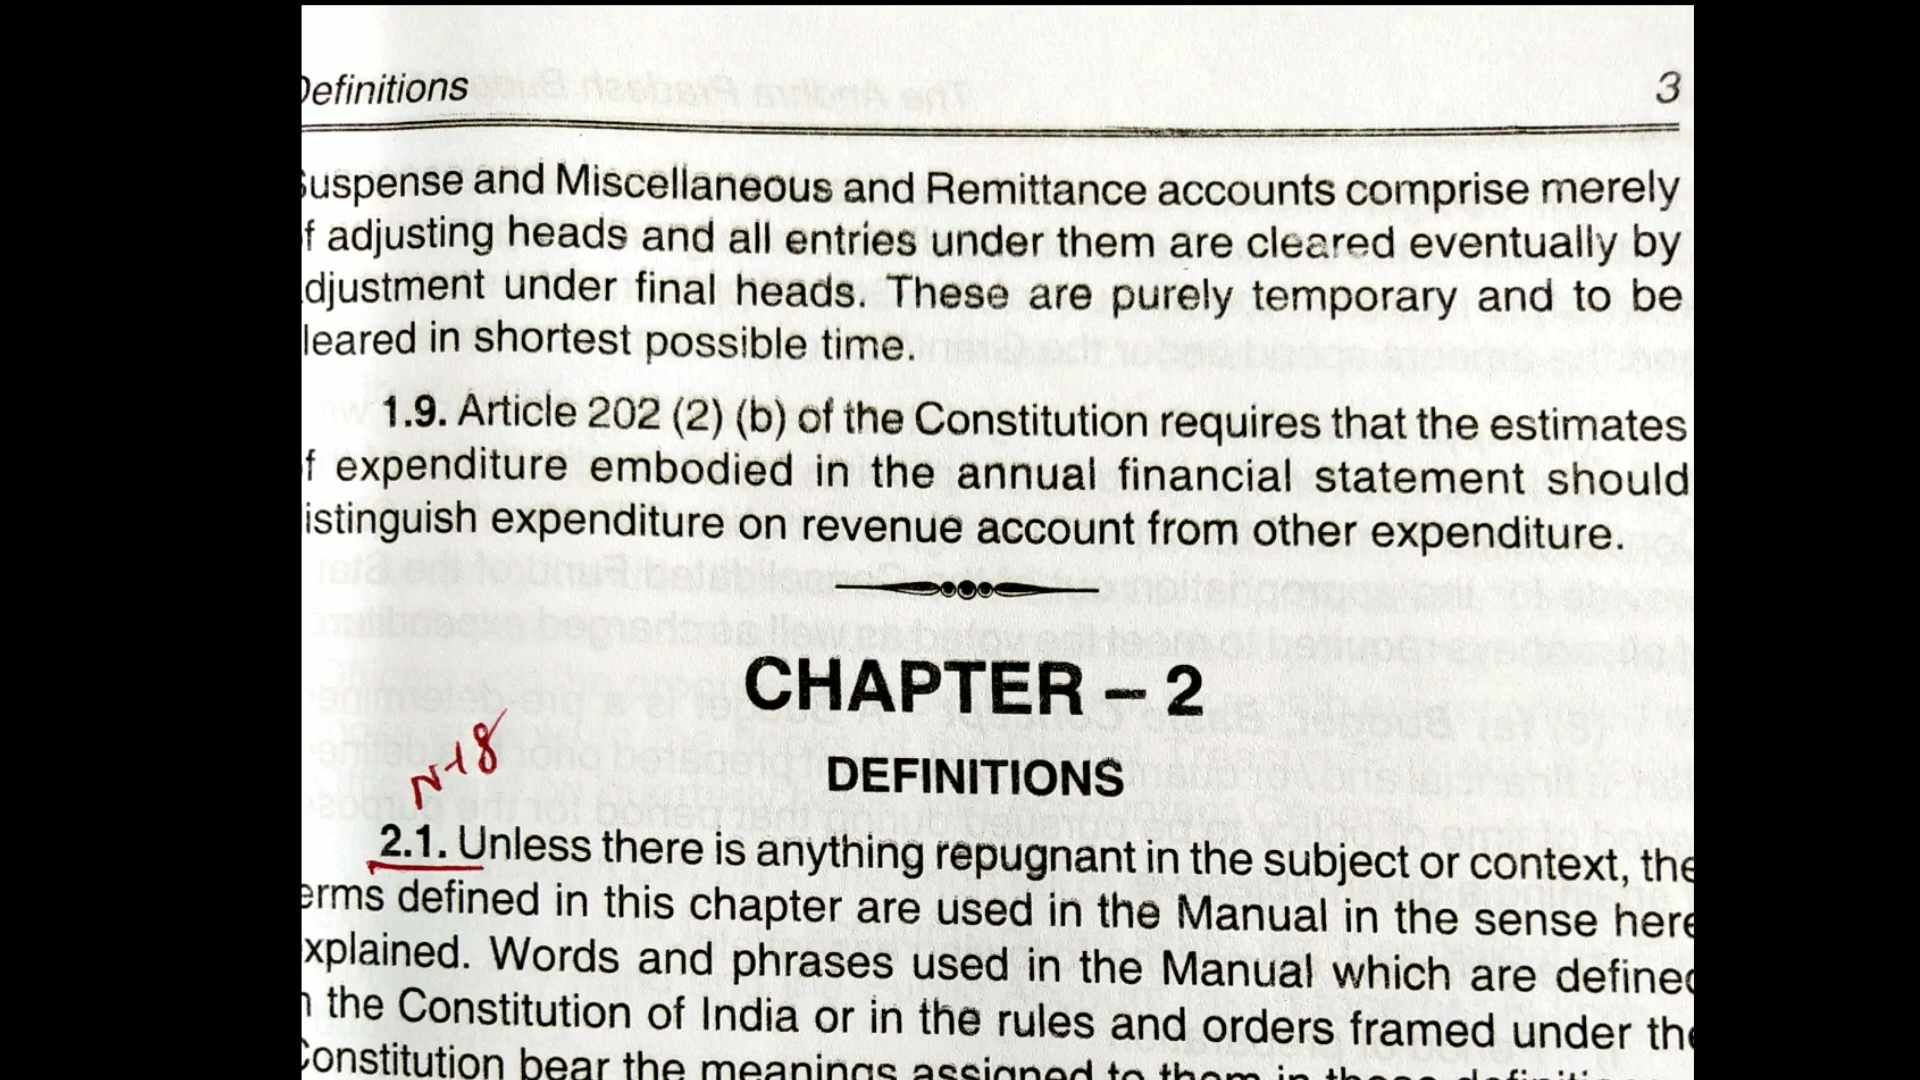 Definitions 3
Suspense and Miscellaneous and Remittance accounts comprise merely
f adjusting heads and all entries under them are cleared eventually by
djustment under final heads. These are purely temporary and to be
leared in shortest possible time.
1.9. Article 202 (2) (b) of the Constitution requires that the estimates
f expenditure embodied in the annual financial statement should
istinguish expenditure on revenue account from other expenditure.
CHAPTER – 2
DEFINITIONS
2.1. Unless there is anything repugnant in the subject or context, the
erms defined in this chapter are used in the Manual in the sense here
xplained. Words and phrases used in the Manual which are defined
n the Constitution of India or in the rules and orders framed under the
Constitution bear the meanings assigned to them in those